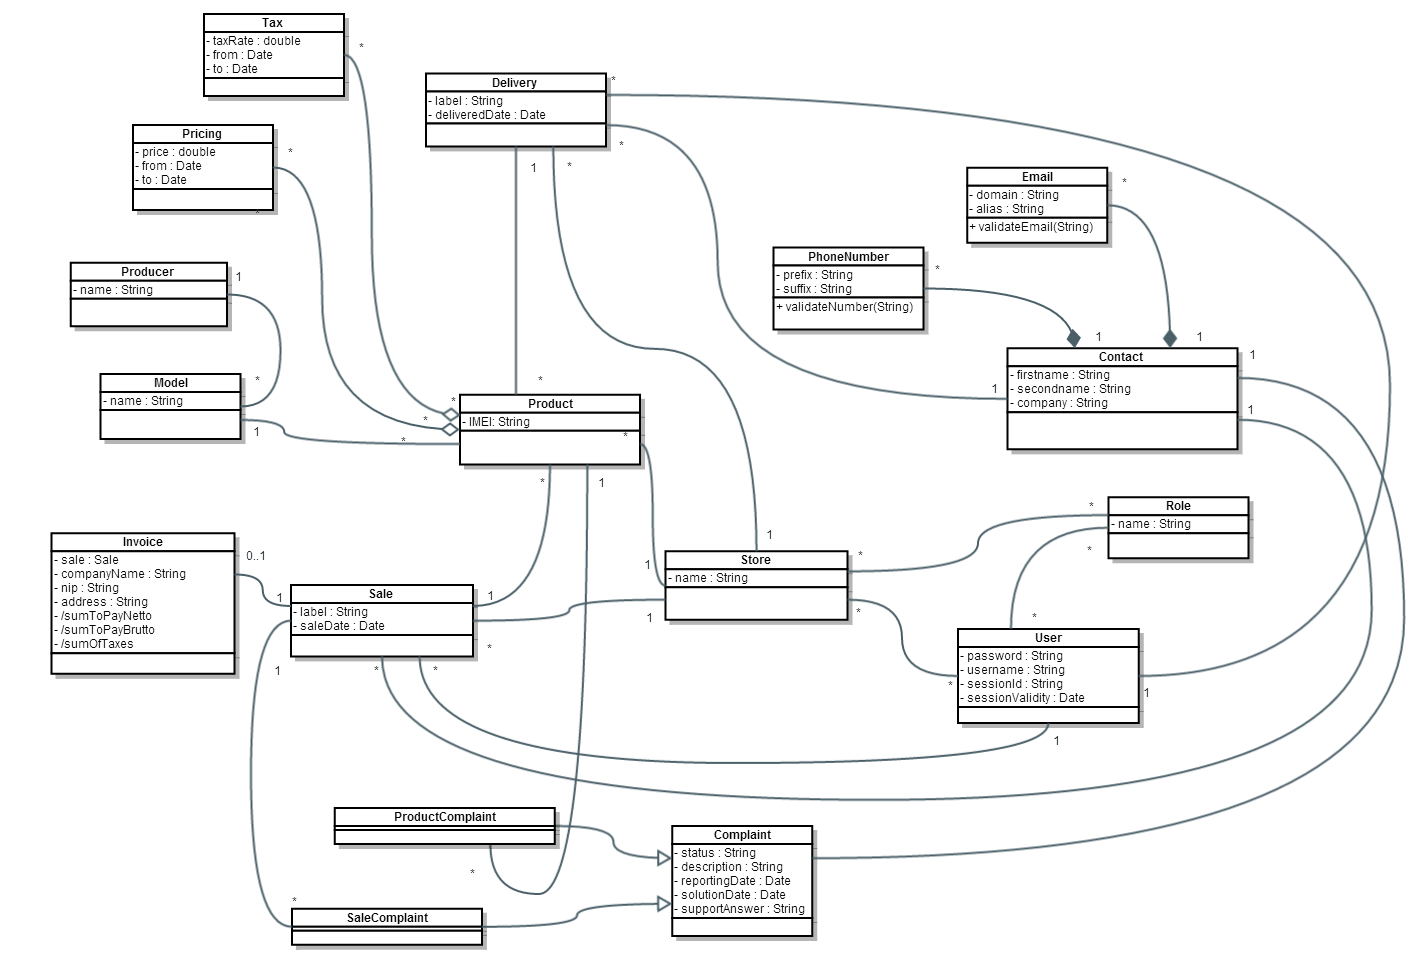 Tax
- taxRate : double
- from : Date
- to : Date
*
Delivery
- label : String
- deliveredDate : Date
*
*
1
*
Pricing
- price : double
- from : Date
- to : Date
*
*
Email
- domain : String
- alias : String
+ validateEmail(String)
*
PhoneNumber
- prefix : String
- suffix : String
+ validateNumber(String)
*
Producer
- name : String
1
1
1
Contact
- firstname : String
- secondname : String
- company : String
1
1
1
Model
- name : String
*
1
*
*
*
*
Product
- IMEI: String
*
*
1
Role
- name : String
*
*
Invoice
- sale : Sale
- companyName : String
- nip : String
- address : String
- /sumToPayNetto
- /sumToPayBrutto
- /sumOfTaxes
0..1
1
Store
- name : String
1
*
*
1
Sale
- label : String
- saleDate : Date
1
1
*
1
*
*
User
- password : String
- username : String
- sessionId : String
- sessionValidity : Date
*
*
1
1
ProductComplaint
*
Complaint
- status : String
- description : String
- reportingDate : Date
- solutionDate : Date
- supportAnswer : String
SaleComplaint
*